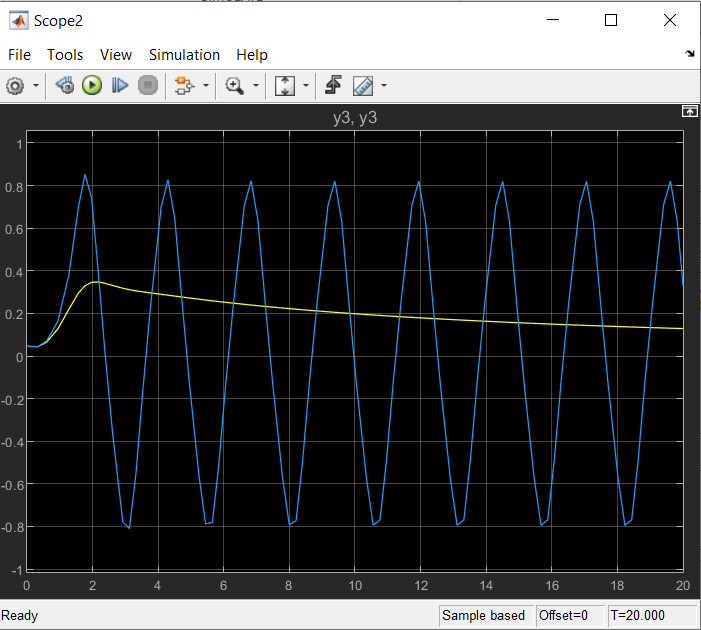 Scope2
File Tools View Simulation Help
y3, y3
1
0.8
0.6
0.4
0.2
0
-0.2
-0.4
-0.6
-0.8
-1
0 2 4 6 8 10 12 14 16 18 20
Ready Sample based Offset=0 T=20.000